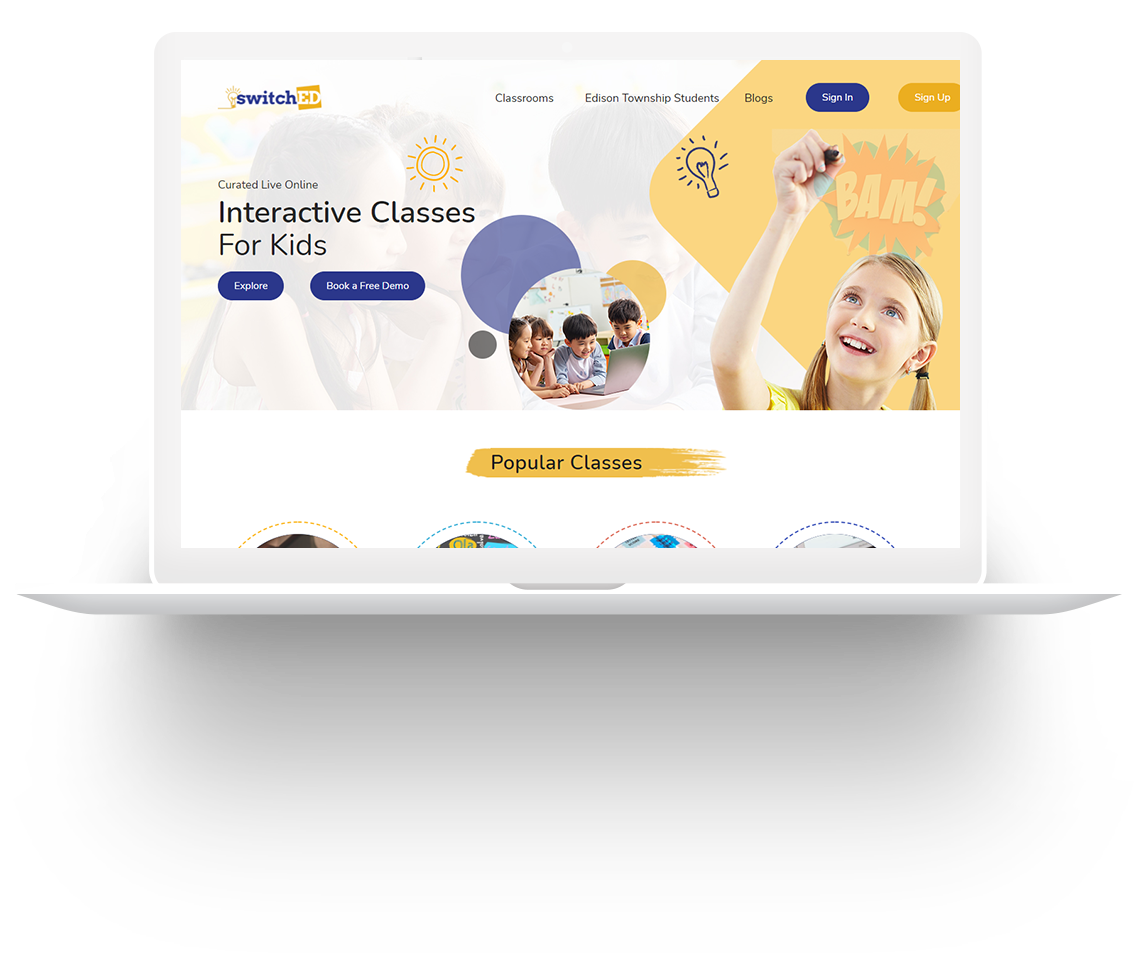 switchED
Classrooms
Edison Township Students
Blogs
Sign In
Sign Up
Curated Live Online
Interactive Classes
For Kids
Explore
Book a Free Demo
BAM!
Popular Classes
Ola